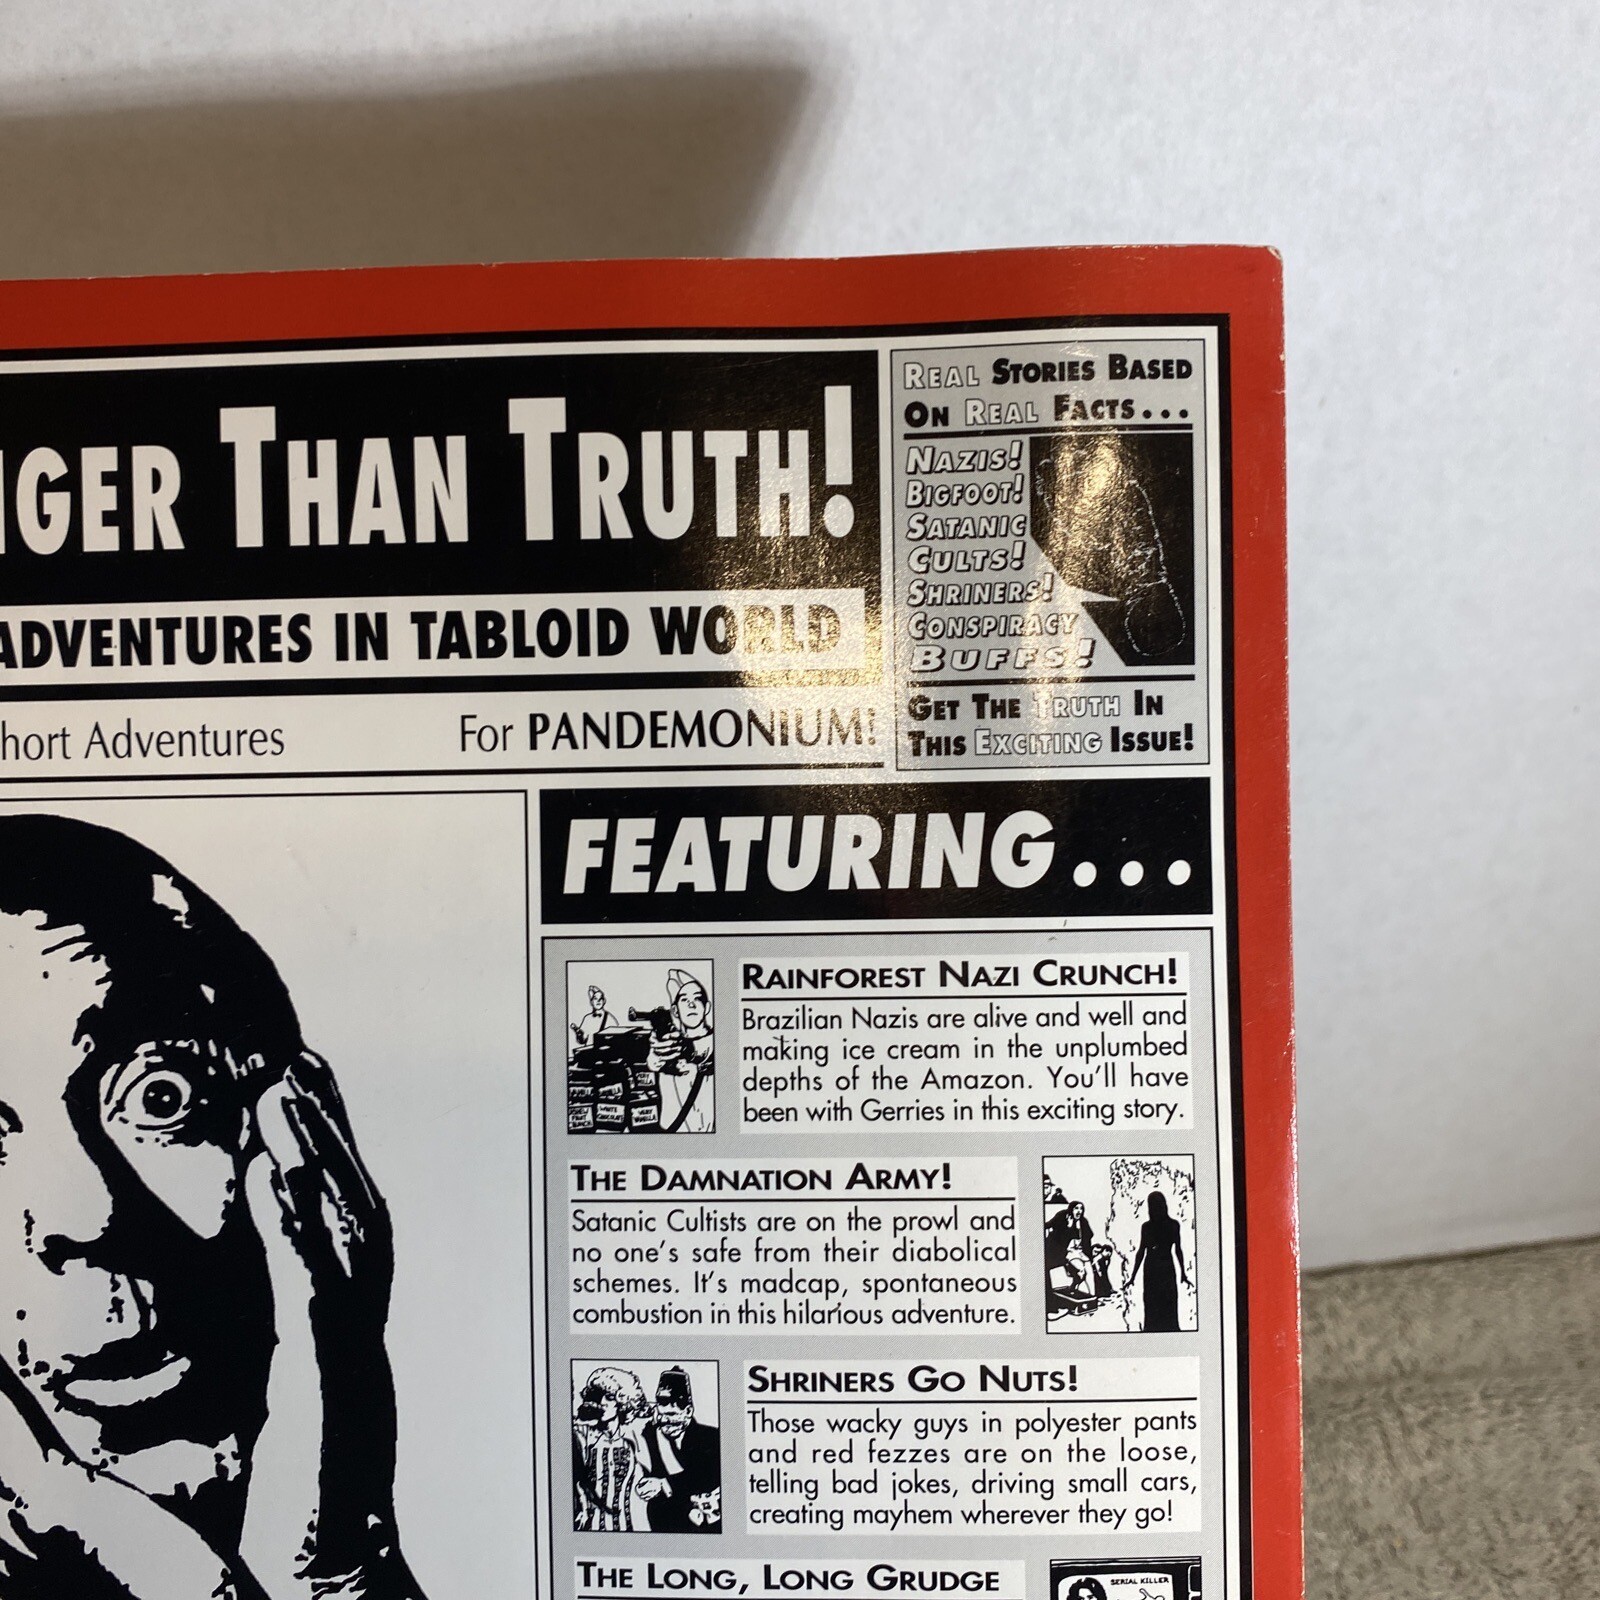 NGER THAN TRUTH!
ADVENTURES IN TABLOID WORLD
hort Adventures
For PANDEMONIUM!
REAL STORIES BASED
ON REAL FACTS...
NAZIS!
BIGFOOT!
SATANIC
CULTS!
SHRINERS!
CONSPIRACY
BUFFS!
GET THE TRUTH IN
THIS EXCITING ISSUE!
FEATURING...
RAINFOREST NAZI CRUNCH!
Brazilian Nazis are alive and well and
making ice cream in the unplumbed
depths of the Amazon. You'll have
been with Gerries in this exciting story.
THE DAMNATION ARMY!
Satanic Cultists are on the prowl and
no one's safe from their diabolical
schemes. It's madcap, spontaneous
combustion in this hilarious adventure.
SHRINERS GO NUTS!
Those wacky guys in polyester pants
and red fezzes are on the loose,
telling bad jokes, driving small cars,
creating mayhem wherever they go!
THE LONG, LONG GRUDGE
SERIAL KILLER